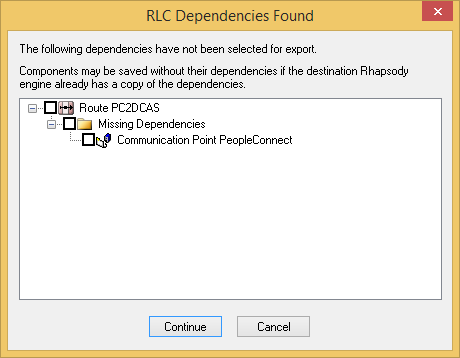 RLC Dependencies Found
The following dependencies have not been selected for export.
Components may be saved without their dependencies if the destination Rhapsody
engine already has a copy of the dependencies.
Route PC2DCAS
Missing Dependencies
Communication Point PeopleConnect
Continue
Cancel